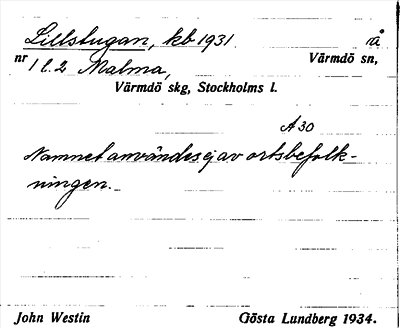 Lillstugan, kb 1931 rå
nr 1 l. 2 Malma, Värmdö sn,
Värmdö skg, Stockholms l.
A 30
Namnet användes ej av ortsbefolk-
ningen.
John Westin Gösta Lundberg 1934.